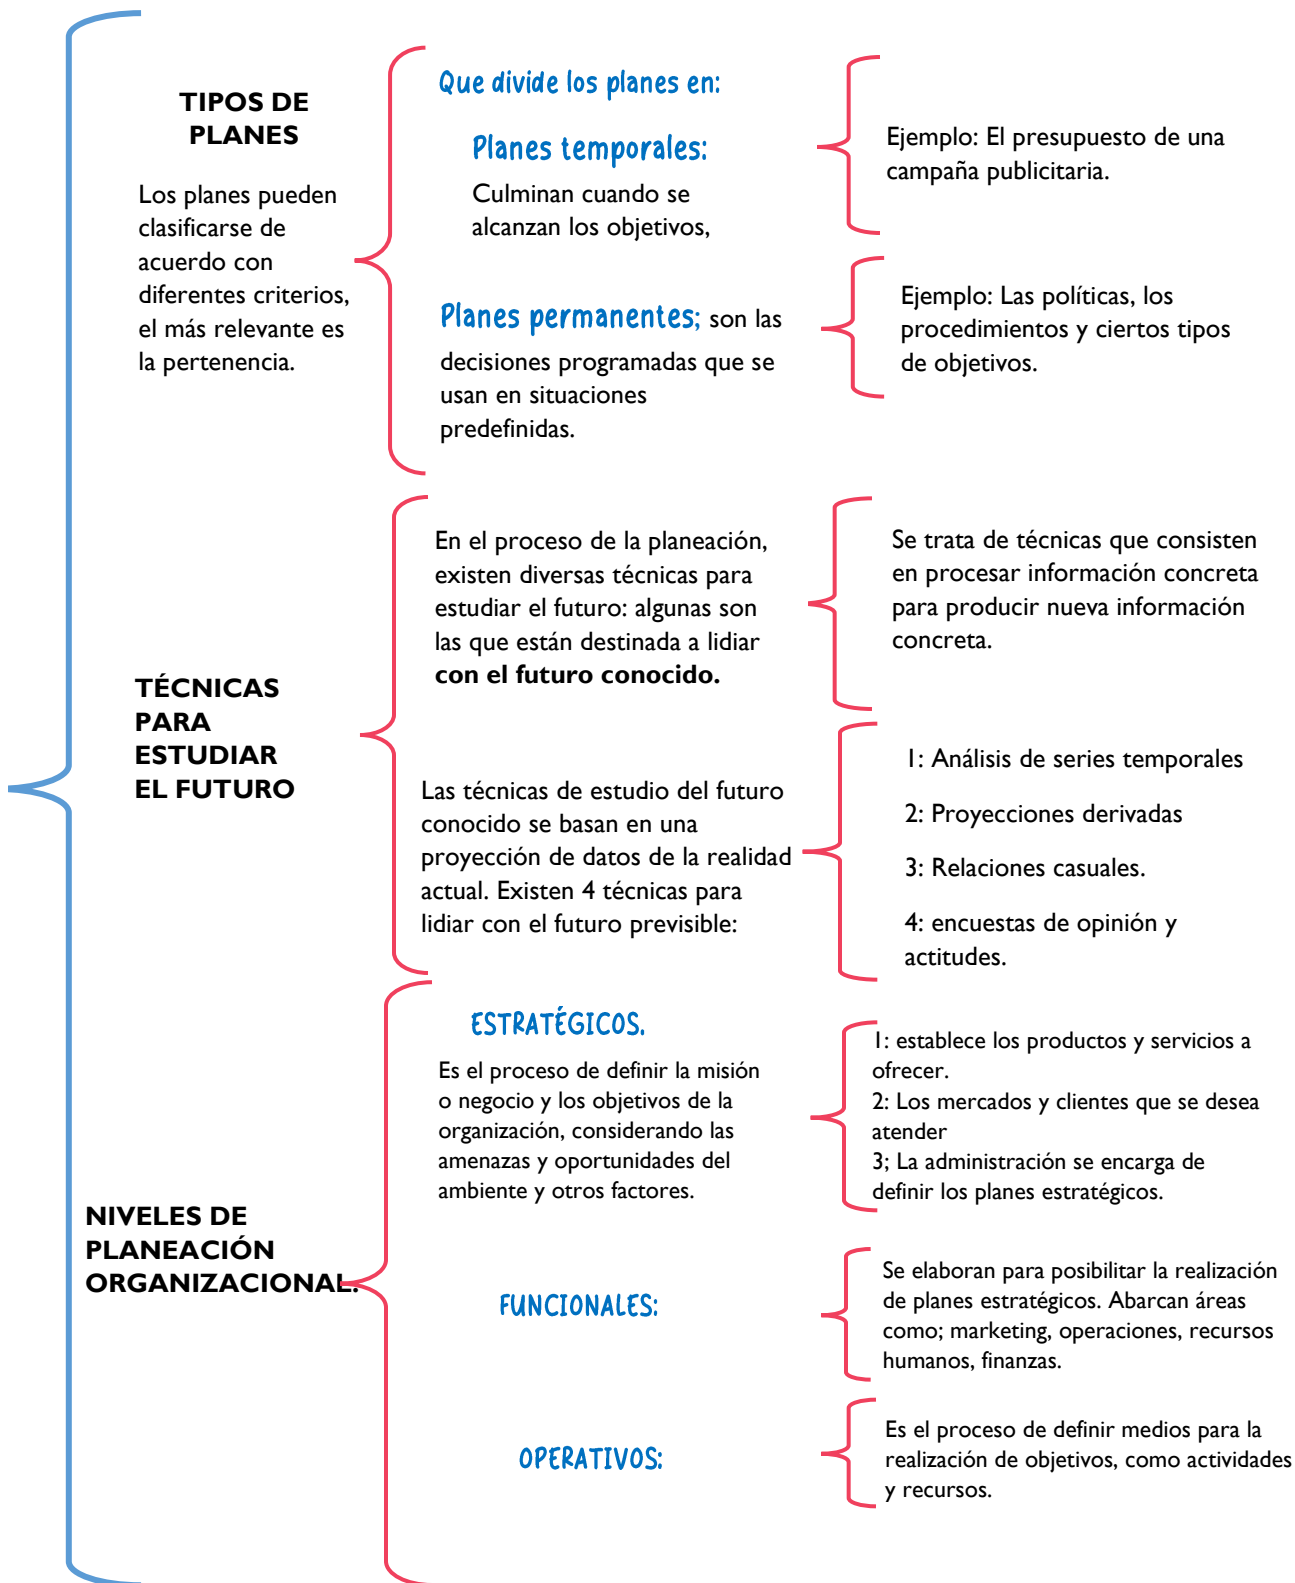 TIPOS DE
PLANES
Los planes pueden
clasificarse de
acuerdo con
diferentes criterios,
el más relevante es
la pertenencia.
Que divide los planes en:
Planes temporales:
Culminan cuando se
alcanzan los objetivos,
Ejemplo: El presupuesto de una
campaña publicitaria.
Planes permanentes; son las
decisiones programadas que se
usan en situaciones
predefinidas.
Ejemplo: Las políticas, los
procedimientos y ciertos tipos
de objetivos.
TÉCNICAS
PARA
ESTUDIAR
EL FUTURO
En el proceso de la planeación,
existen diversas técnicas para
estudiar el futuro: algunas son
las que están destinada a lidiar
con el futuro conocido.
Se trata de técnicas que consisten
en procesar información concreta
para producir nueva información
concreta.
Las técnicas de estudio del futuro
conocido se basan en una
proyección de datos de la realidad
actual. Existen 4 técnicas para
lidiar con el futuro previsible:
1: Análisis de series temporales
2: Proyecciones derivadas
3: Relaciones casuales.
4: encuestas de opinión y
actitudes.
NIVELES DE
PLANEACIÓN
ORGANIZACIONAL.
ESTRATÉGICOS.
Es el proceso de definir la misión
o negocio y los objetivos de la
organización, considerando las
amenazas y oportunidades del
ambiente y otros factores.
1: establece los productos y servicios a
ofrecer.
2: Los mercados y clientes que se desea
atender
3; La administración se encarga de
definir los planes estratégicos.
FUNCIONALES:
Se elaboran para posibilitar la realización
de planes estratégicos. Abarcan áreas
como; marketing, operaciones, recursos
humanos, finanzas.
OPERATIVOS:
Es el proceso de definir medios para la
realización de objetivos, como actividades
y recursos.